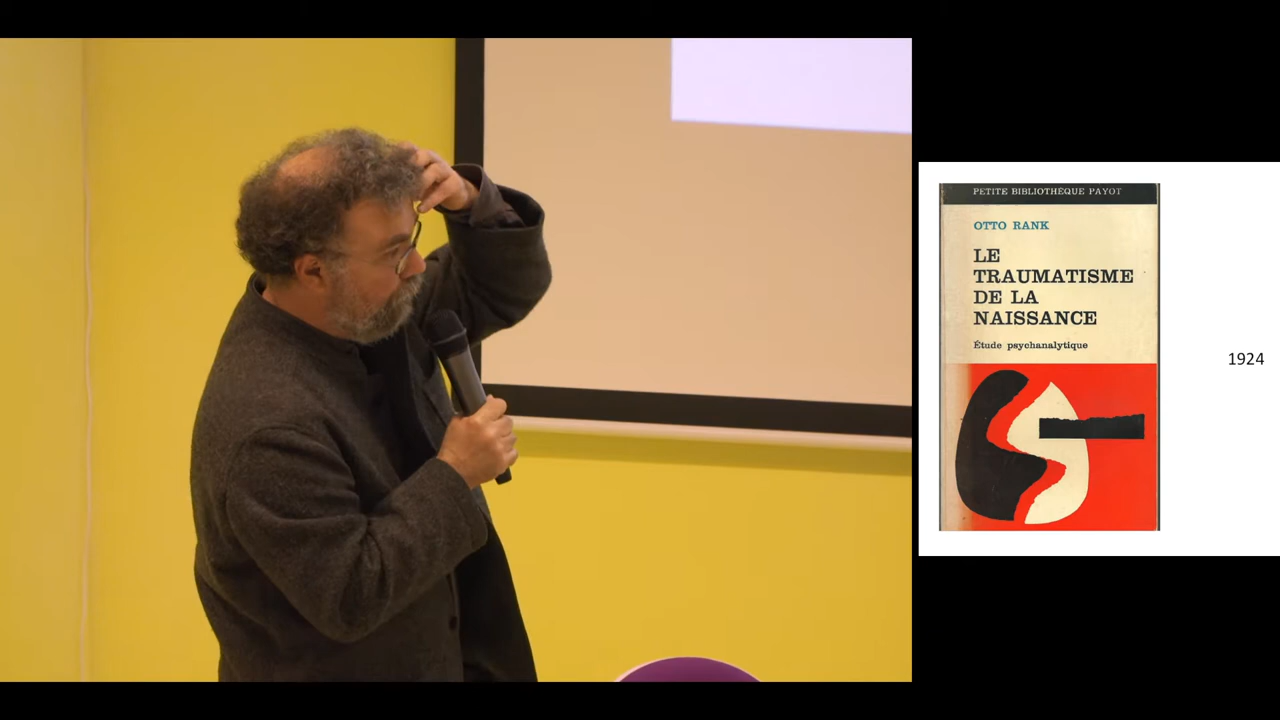 PETITE BIBLIOTHÈQUE PAYOT
OTTO RANK
LE
TRAUMATISME
DE LA
NAISSANCE
Étude psychanalytique
1924